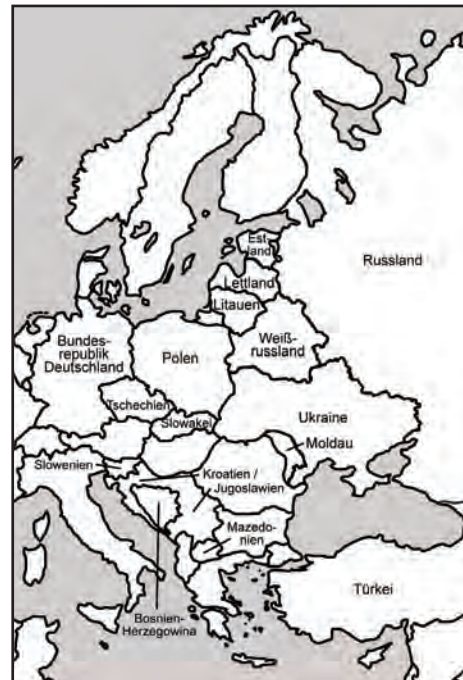 Est-
land
Russland
Lettland
Litauen
Weiß-
russland
Bundes-
republik
Deutschland
Polen
Tschechien
Slowakei
Ukraine
Moldau
Slowenien
Kroatien /
Jugoslawien
Mazedo-
nien
Türkei
Bosnien-
Herzegowina